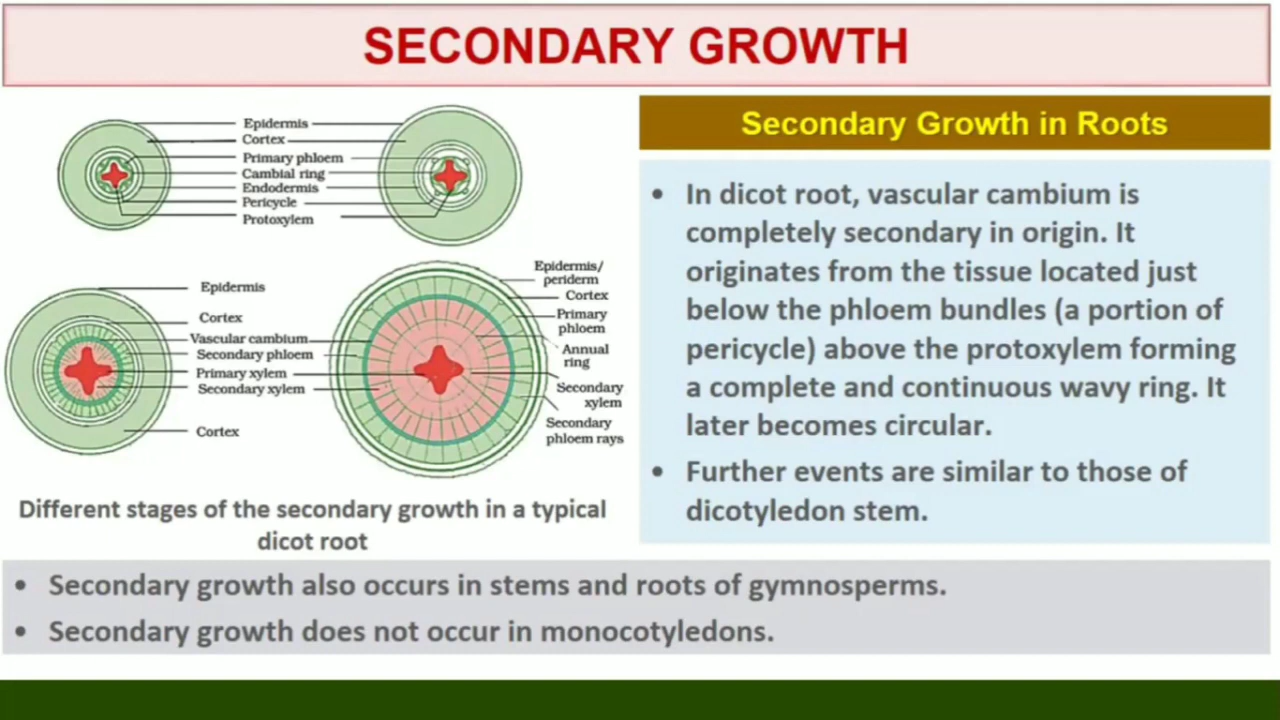 SECONDARY GROWTH
Epidermis
Cortex
Primary phloem
Cambial ring
Endodermis
Pericycle
Protoxylem
Epidermis
Cortex
Vascular cambium
Secondary phloem
Primary xylem
Secondary xylem
Cortex
Epidermis/
periderm
Cortex
Primary
phloem
Annual
ring
Secondary
xylem
Secondary
phloem rays
Different stages of the secondary growth in a typical
dicot root
Secondary Growth in Roots
• In dicot root, vascular cambium is
completely secondary in origin. It
originates from the tissue located just
below the phloem bundles (a portion of
pericycle) above the protoxylem forming
a complete and continuous wavy ring. It
later becomes circular.
• Further events are similar to those of
dicotyledon stem.
• Secondary growth also occurs in stems and roots of gymnosperms.
• Secondary growth does not occur in monocotyledons.